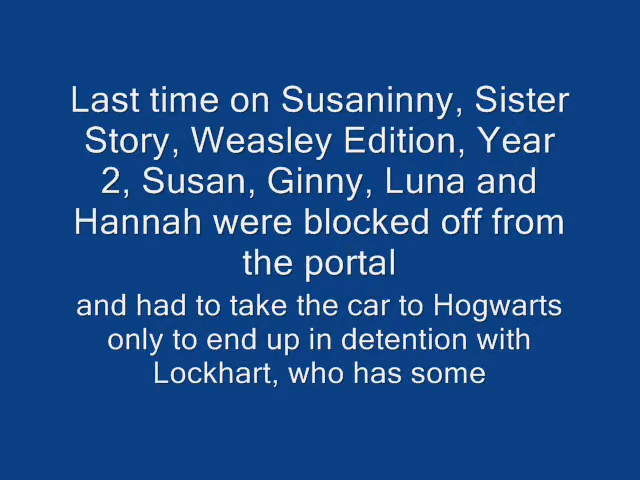 Last time on Susaninny, Sister
Story, Weasley Edition, Year
2, Susan, Ginny, Luna and
Hannah were blocked off from
the portal
and had to take the car to Hogwarts
only to end up in detention with
Lockhart, who has some